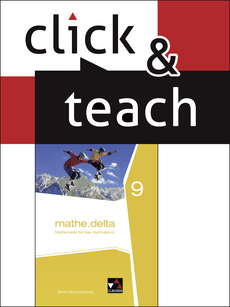 click &
teach
9
mathe.delta
Mathematik für das Gymnasium
C.C.BUCHNER